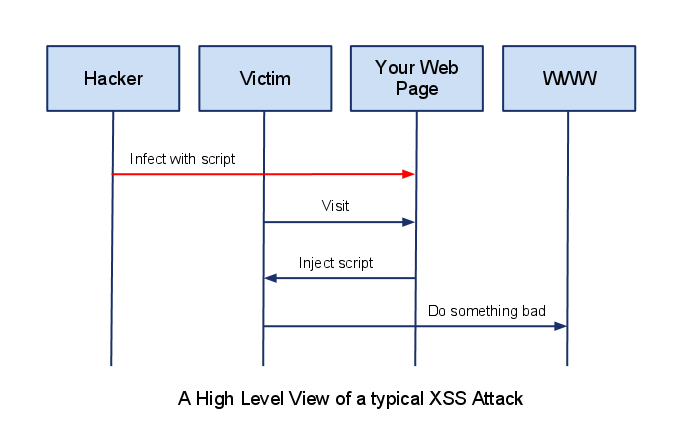 Hacker
Victim
Your Web
Page
WWW
Infect with script
Visit
Inject script
Do something bad
A High Level View of a typical XSS Attack